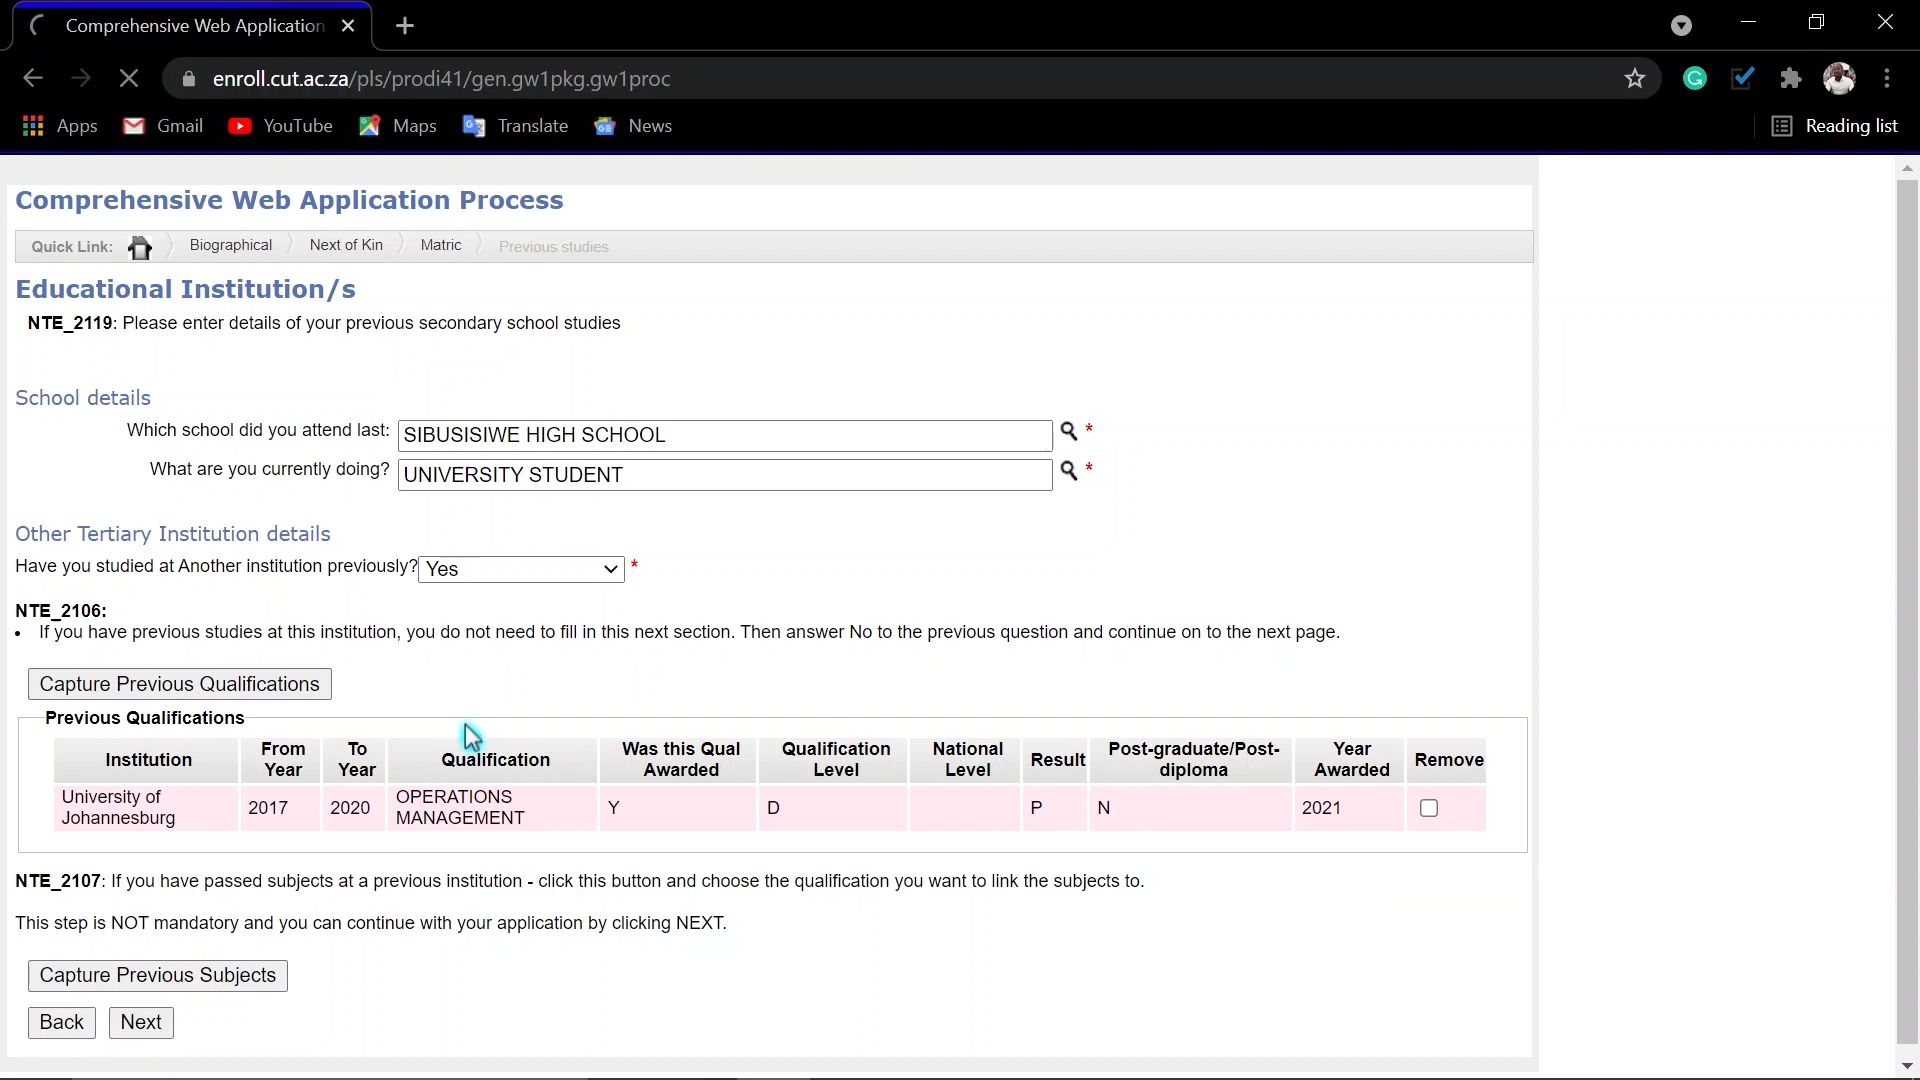 Comprehensive Web Application
enroll.cut.ac.za/pls/prodi41/gen.gw1pkg.gw1proc
Apps Gmail YouTube Maps Translate News Reading list
Comprehensive Web Application Process
Quick Link: Biographical Next of Kin Matric Previous studies
Educational Institution/s
NTE_2119: Please enter details of your previous secondary school studies
School details
Which school did you attend last: SIBUSISIWE HIGH SCHOOL *
What are you currently doing? UNIVERSITY STUDENT *
Other Tertiary Institution details
Have you studied at Another institution previously? Yes *
NTE_2106:
• If you have previous studies at this institution, you do not need to fill in this next section. Then answer No to the previous question and continue on to the next page.
Capture Previous Qualifications
Previous Qualifications
Institution From Year To Year Qualification Was this Qual Awarded Qualification Level National Level Result Post-graduate/Post-diploma Year Awarded Remove
University of Johannesburg 2017 2020 OPERATIONS MANAGEMENT Y D P N 2021
NTE_2107: If you have passed subjects at a previous institution - click this button and choose the qualification you want to link the subjects to.
This step is NOT mandatory and you can continue with your application by clicking NEXT.
Capture Previous Subjects
Back Next